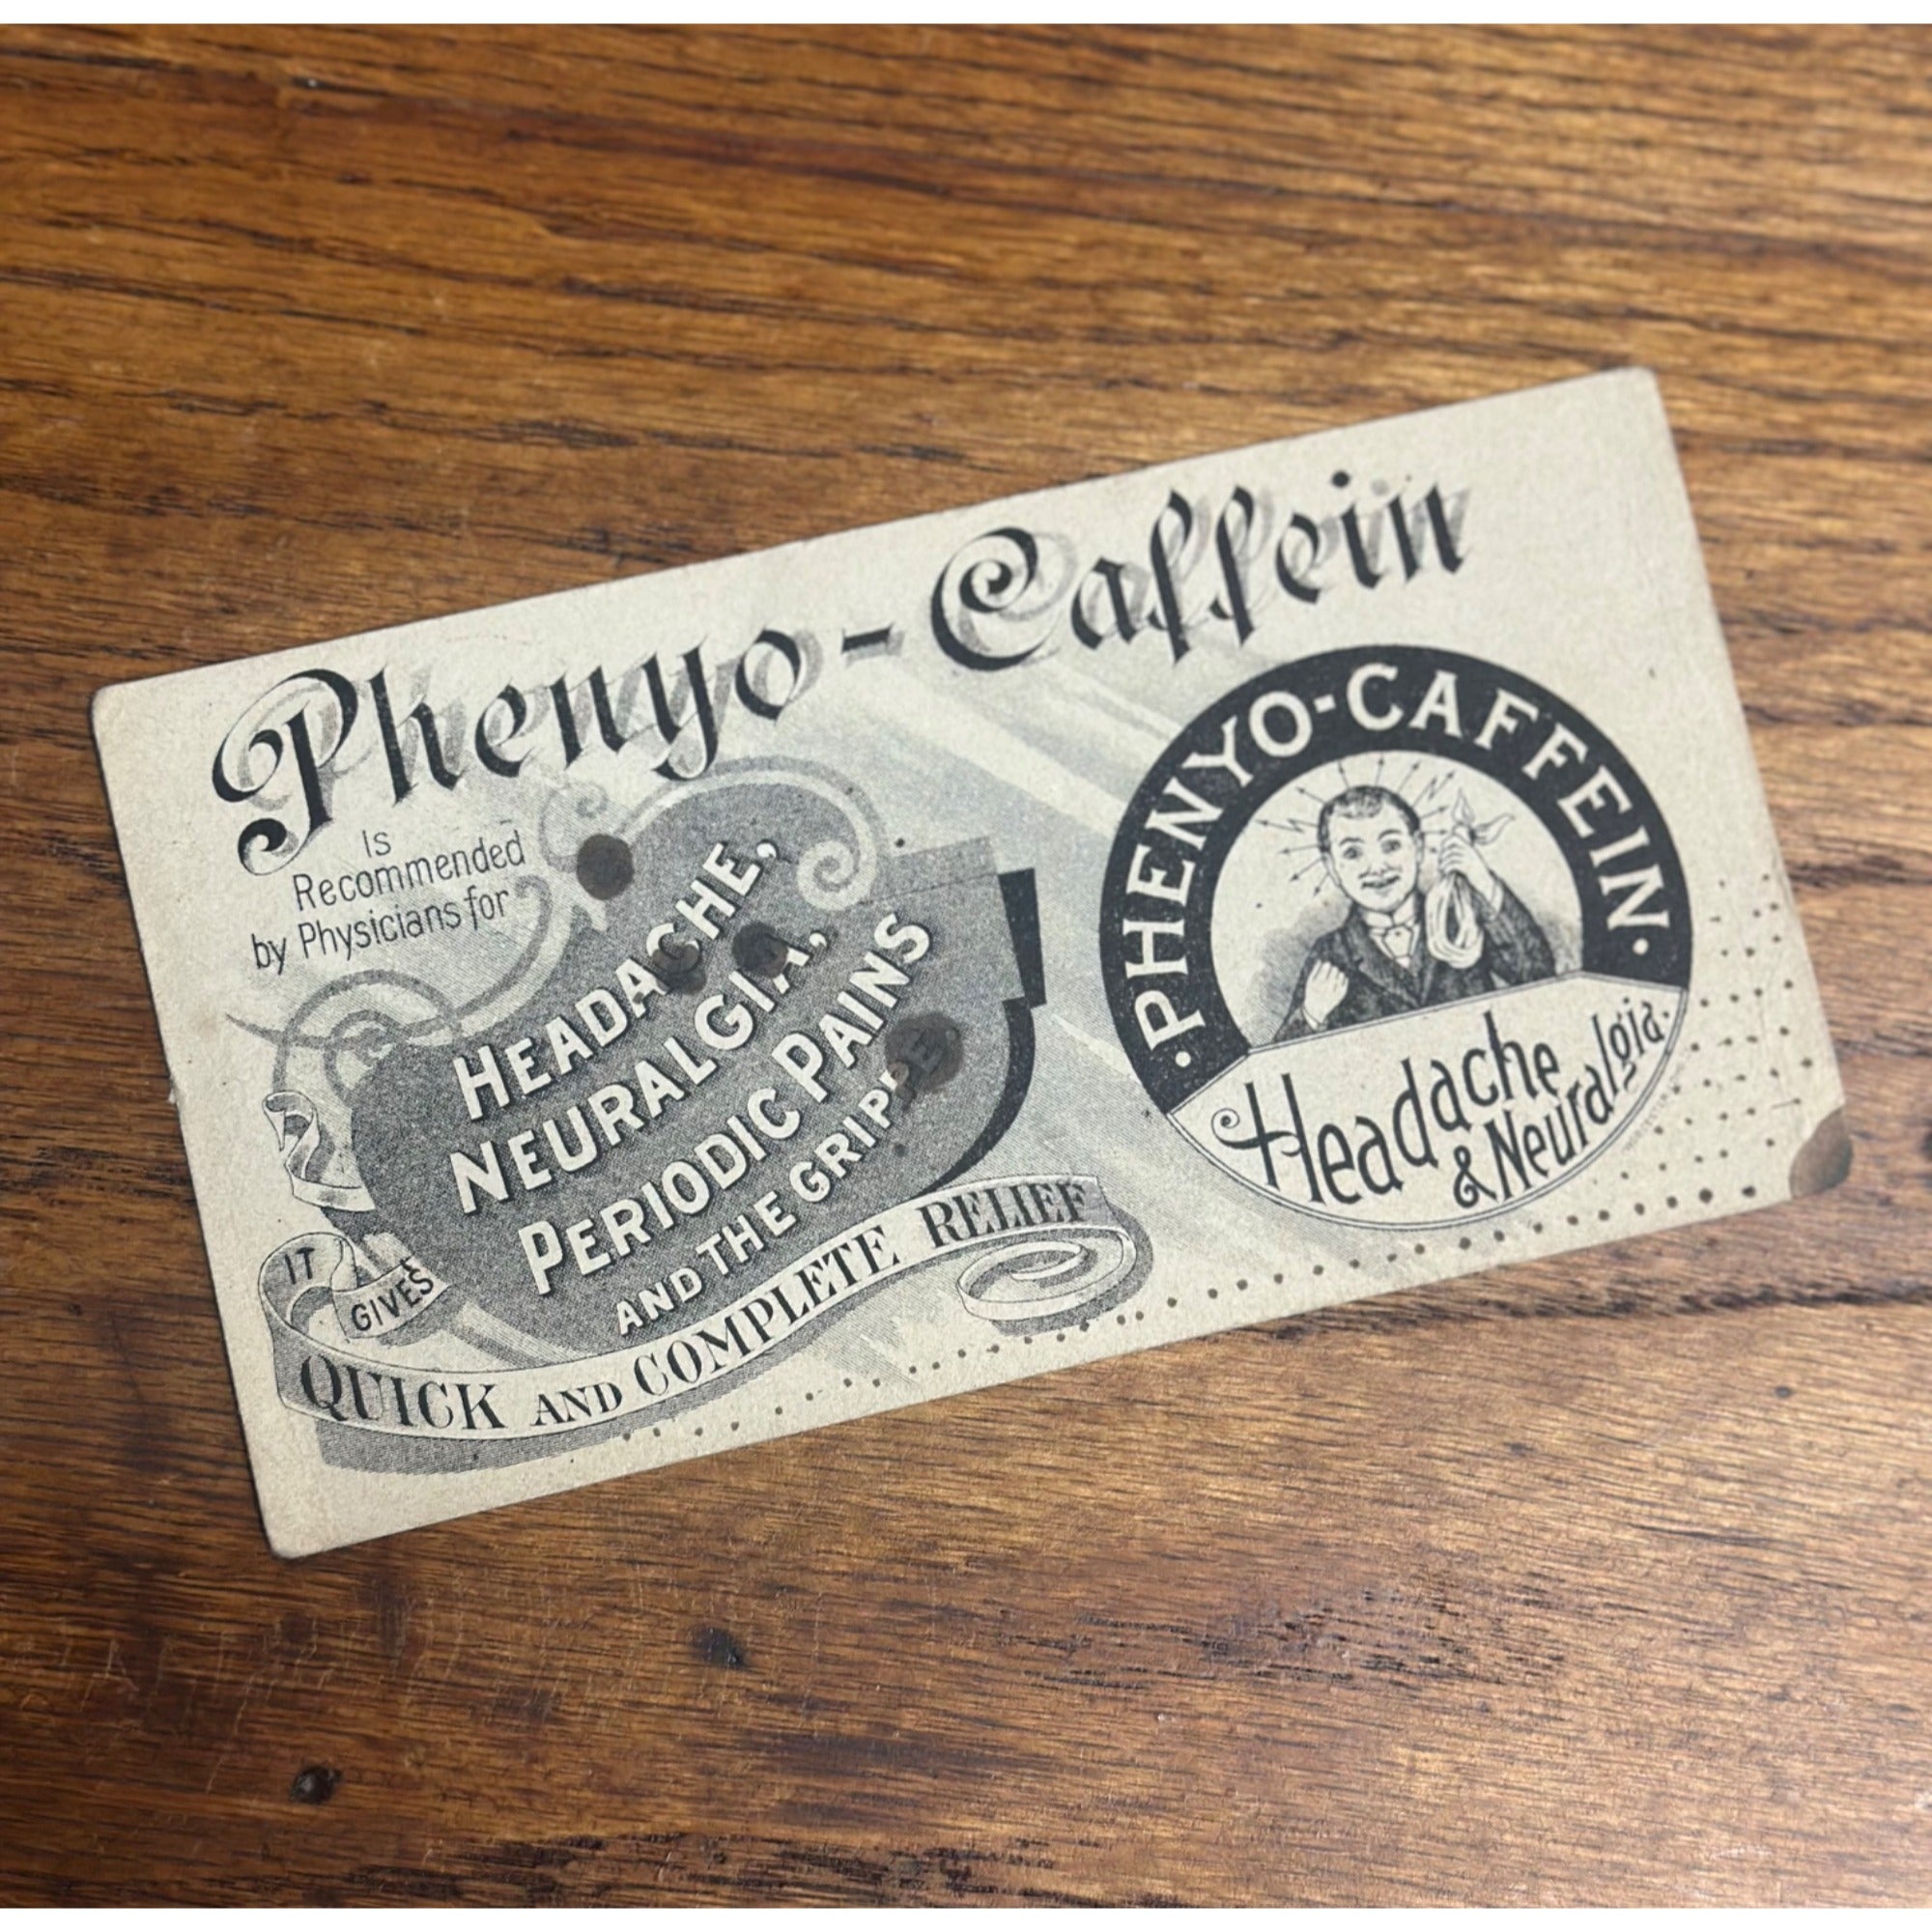 Phenyo-Caffein
Is
Recommended
by Physicians for
HEADACHE,
NEURALGIA,
PERIODIC PAINS
AND THE GRIPPE,
IT
GIVES
QUICK AND COMPLETE RELIEF
·PHENYO-CAFFEIN·
Headache
& Neuralgia.